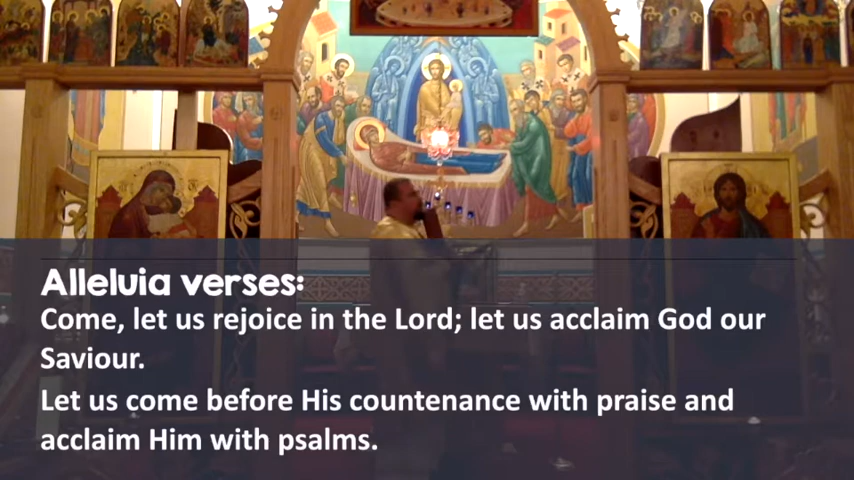 Alleluia verses:
Come, let us rejoice in the Lord; let us acclaim God our
Saviour.
Let us come before His countenance with praise and
acclaim Him with psalms.